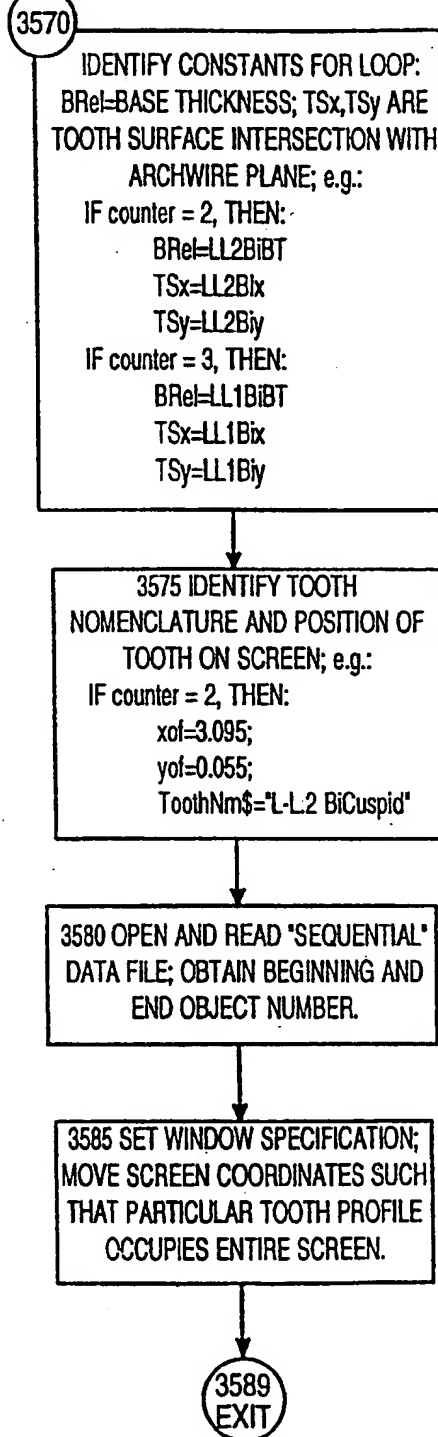 3570
IDENTIFY CONSTANTS FOR LOOP:
BRel=BASE THICKNESS; TSx,TSy ARE
TOOTH SURFACE INTERSECTION WITH
ARCHWIRE PLANE; e.g.:
IF counter = 2, THEN:
BRel=LL2BiBT
TSx=LL2Bix
TSy=LL2Biy
IF counter = 3, THEN:
BRel=LL1BiBT
TSx=LL1Bix
TSy=LL1Biy
3575 IDENTIFY TOOTH
NOMENCLATURE AND POSITION OF
TOOTH ON SCREEN; e.g.:
IF counter = 2, THEN:
xof=3.095;
yof=0.055;
ToothNm$="L-L.2 BiCuspid"
3580 OPEN AND READ "SEQUENTIAL"
DATA FILE; OBTAIN BEGINNING AND
END OBJECT NUMBER.
3585 SET WINDOW SPECIFICATION;
MOVE SCREEN COORDINATES SUCH
THAT PARTICULAR TOOTH PROFILE
OCCUPIES ENTIRE SCREEN.
3589
EXIT